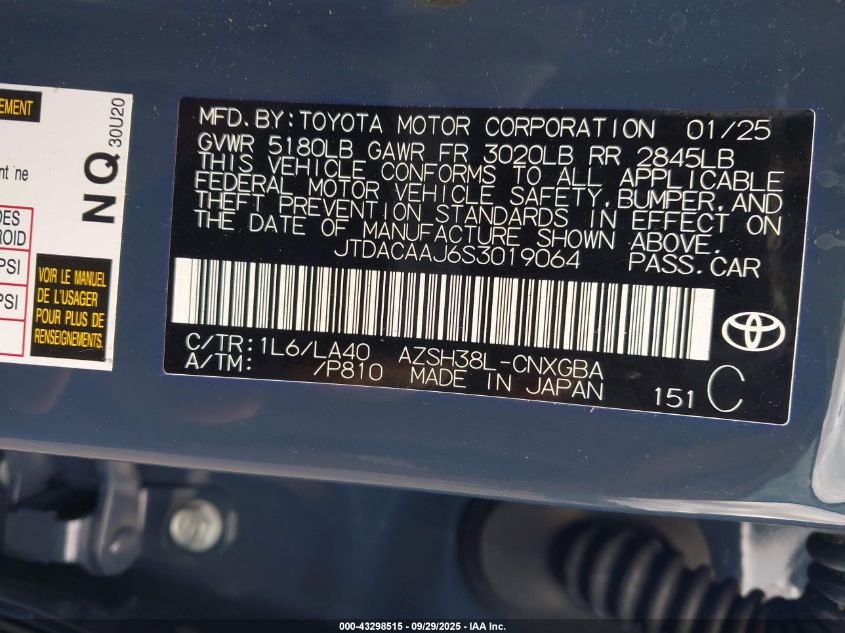 EMENT
NQ
30U20
ent ine
DES
ROID
PSI
PSI
VOIR LE MANUEL
DE L'USAGER
POUR PLUS DE
RENSEIGNEMENTS.
MFD. BY: TOYOTA MOTOR CORPORATION 01/25
GVWR 5180LB GAWR FR 3020LB RR 2845LB
THIS VEHICLE CONFORMS TO ALL APPLICABLE
FEDERAL MOTOR VEHICLE SAFETY, BUMPER, AND
THEFT PREVENTION STANDARDS IN EFFECT ON
THE DATE OF MANUFACTURE SHOWN ABOVE.
JTDACAAJ6S3019064 PASS.CAR
C/TR: 1L6/LA40 AZSH38L-CNXGBA
A/TM: /P810 MADE IN JAPAN 151 C
000-43298515 - 09/29/2025 - IAA Inc.